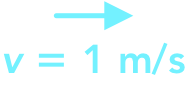 v = 1 m/s